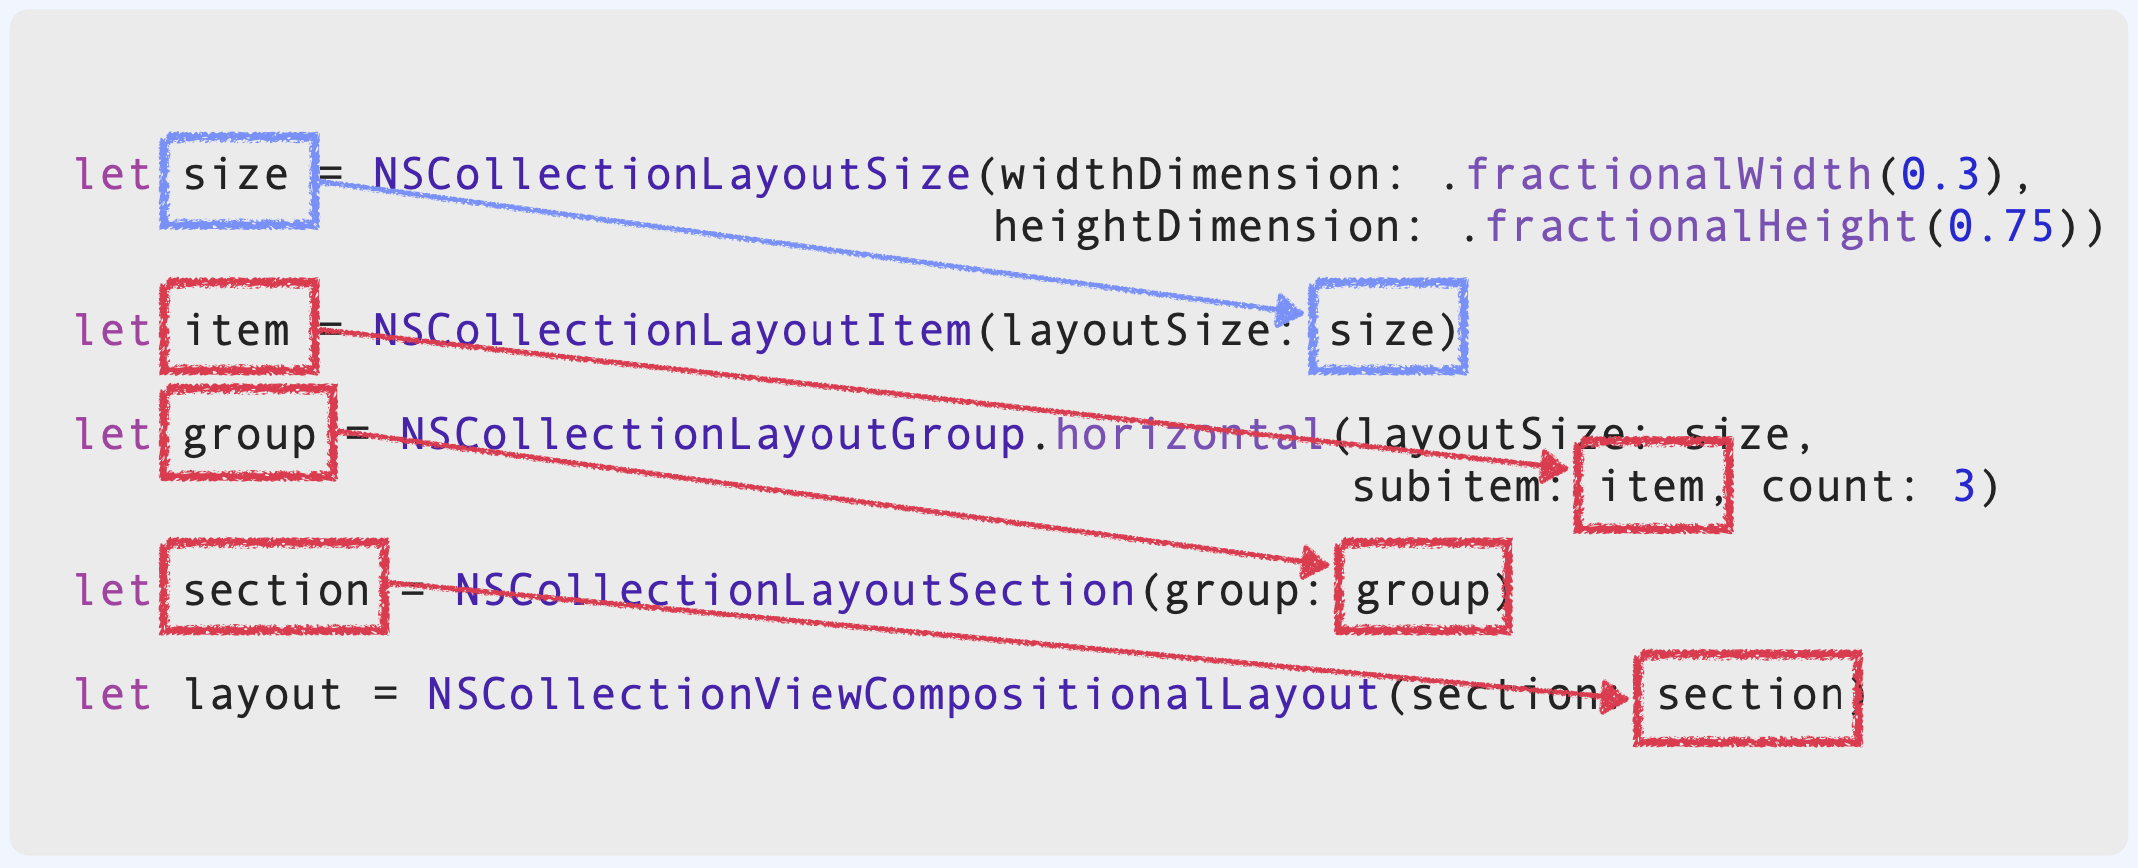 let size = NSCollectionLayoutSize(widthDimension: .fractionalWidth(0.3),
heightDimension: .fractionalHeight(0.75))
let item = NSCollectionLayoutItem(layoutSize: size)
let group = NSCollectionLayoutGroup.horizontal(layoutSize: size,
subitem: item, count: 3)
let section = NSCollectionLayoutSection(group: group)
let layout = NSCollectionViewCompositionalLayout(section: section)